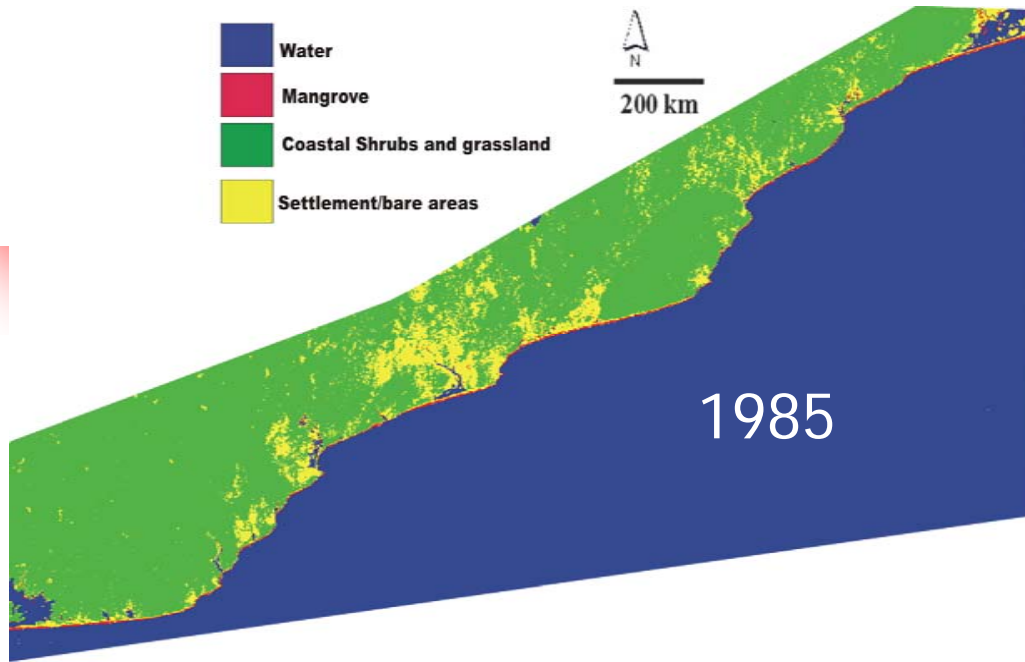 Water
Mangrove
Coastal Shrubs and grassland
Settlement/bare areas
N
200 km
1985